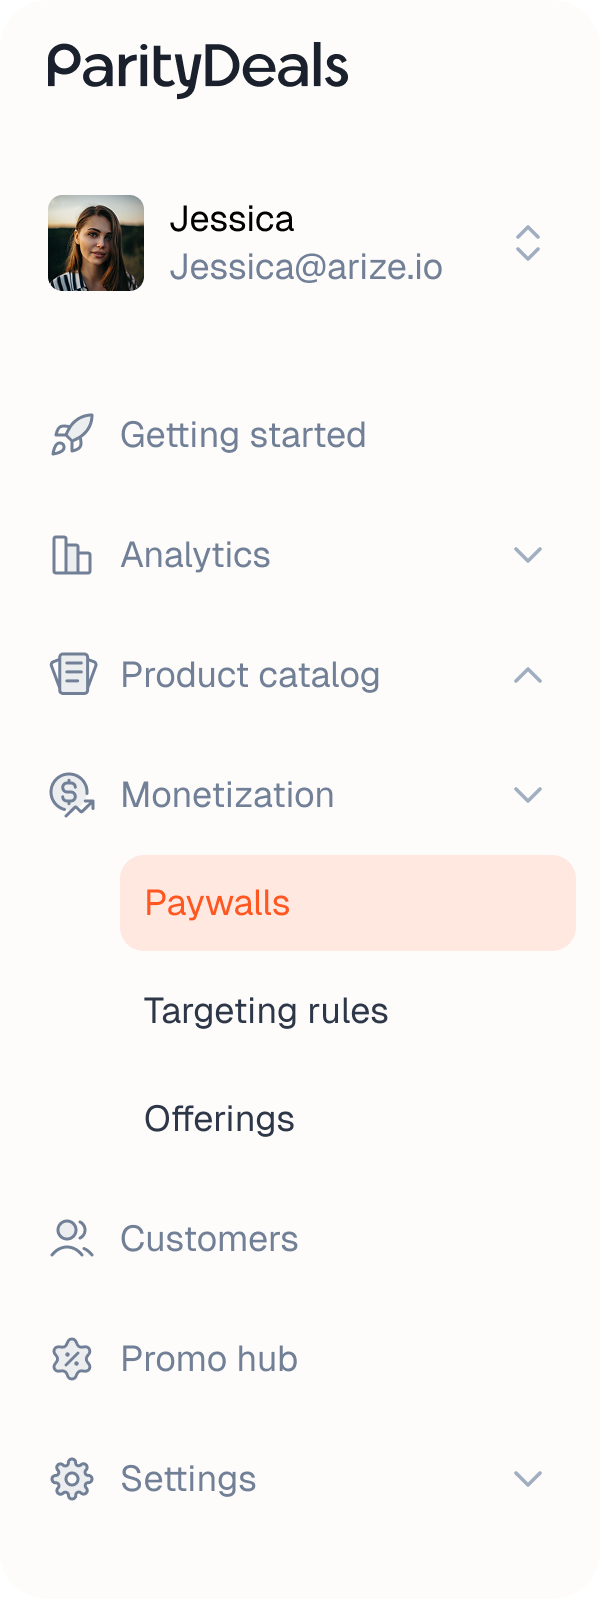 ParityDeals
Jessica
Jessica@arize.io
Getting started
Analytics
Product catalog
Monetization
Paywalls
Targeting rules
Offerings
Customers
Promo hub
Settings